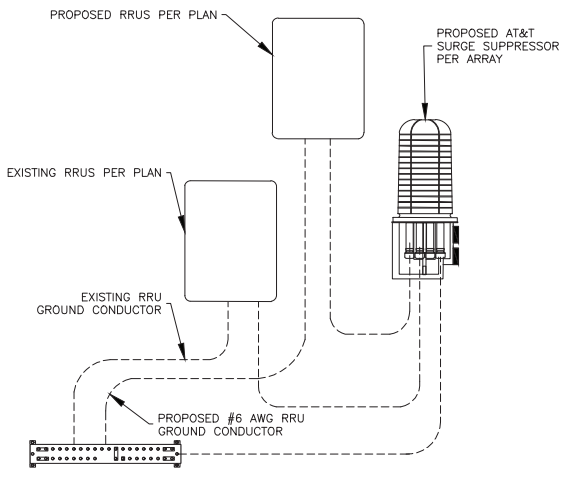 PROPOSED RRUS PER PLAN
PROPOSED AT&T
SURGE SUPPRESSOR
PER ARRAY
EXISTING RRUS PER PLAN
EXISTING RRU
GROUND CONDUCTOR
PROPOSED #6 AWG RRU
GROUND CONDUCTOR